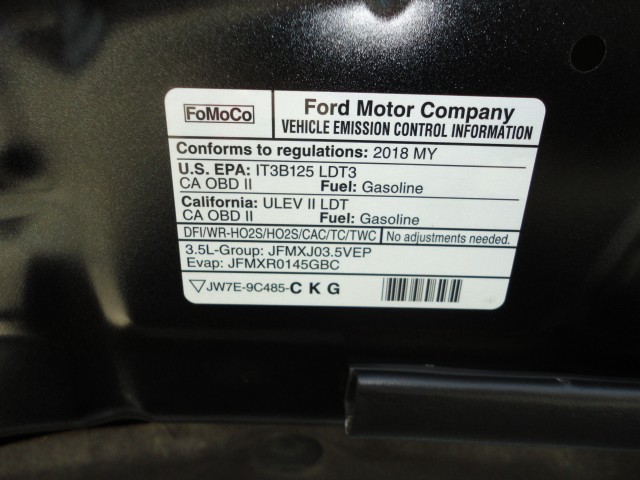 FoMoCo
Ford Motor Company
VEHICLE EMISSION CONTROL INFORMATION
Conforms to regulations: 2018 MY
U.S. EPA: IT3B125 LDT3
CA OBD II Fuel: Gasoline
California: ULEV II LDT
CA OBD II Fuel: Gasoline
DFI/WR-HO2S/HO2S/CAC/TC/TWC No adjustments needed.
3.5L-Group: JFMXJ03.5VEP
Evap: JFMXR0145GBC
JW7E-9C485-C K G